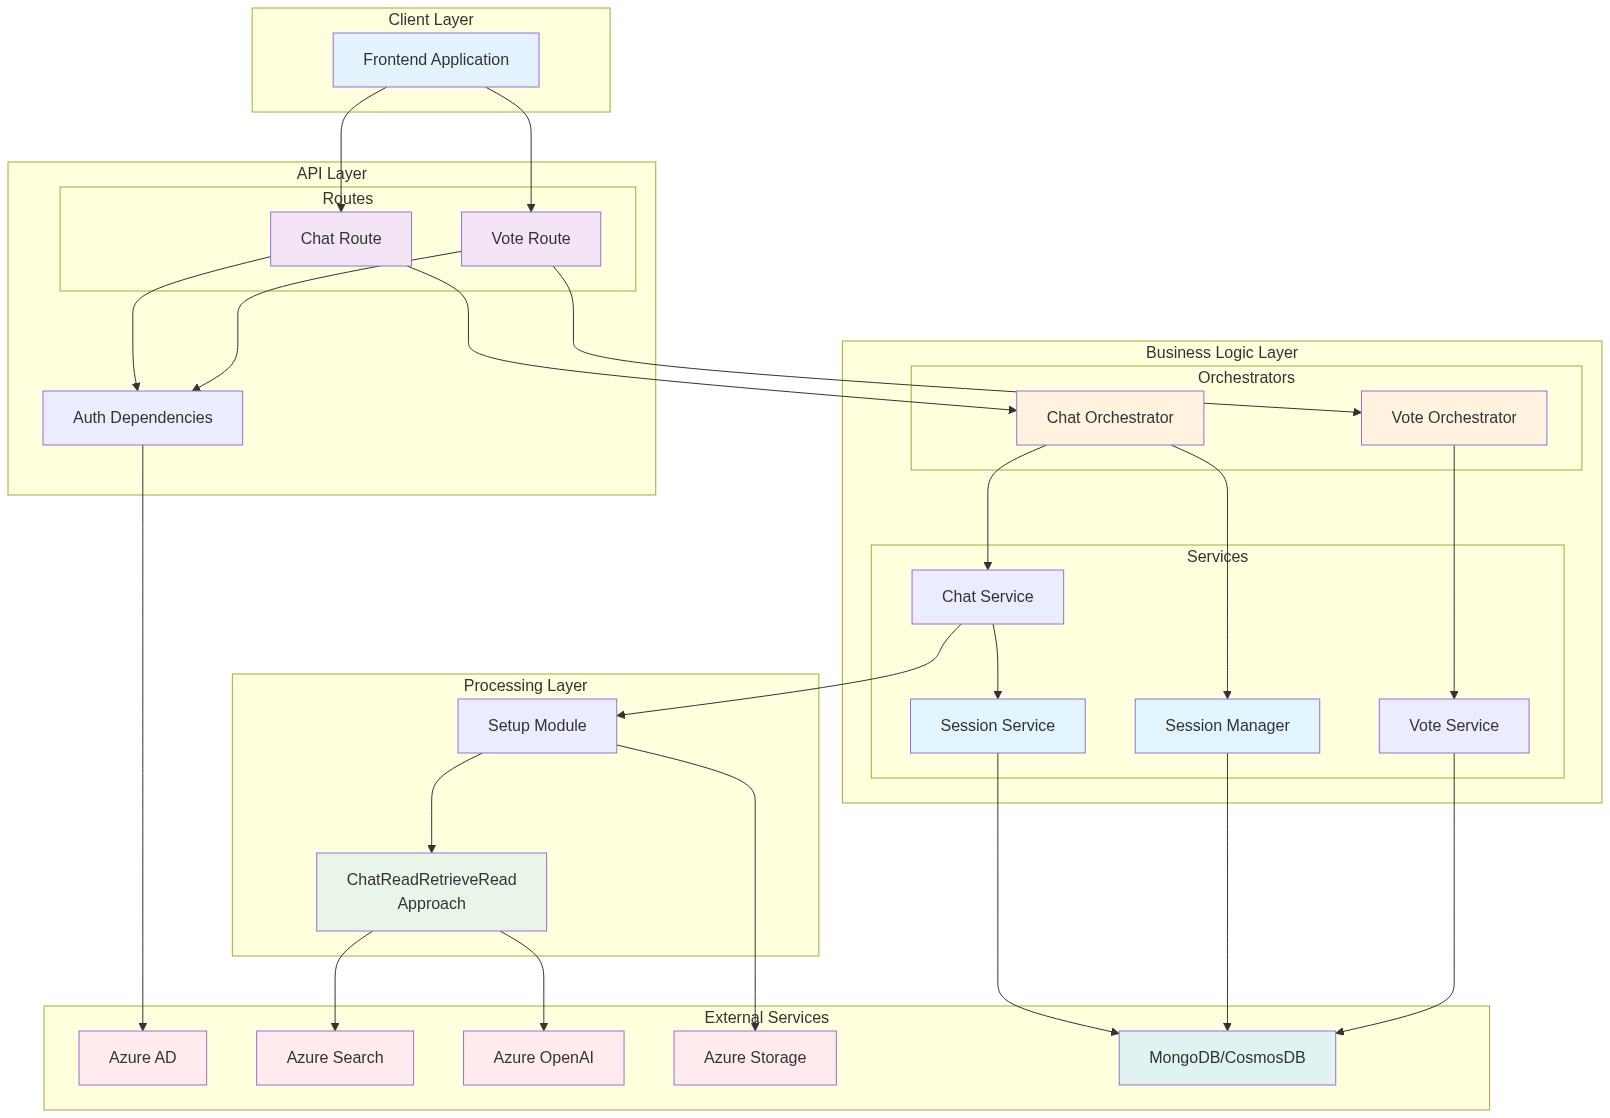 Client Layer
Frontend Application
API Layer
Routes
Chat Route
Vote Route
Business Logic Layer
Orchestrators
Auth Dependencies
Chat Orchestrator
Vote Orchestrator
Services
Chat Service
Processing Layer
Setup Module
Session Service
Session Manager
Vote Service
ChatReadRetrieveRead
Approach
External Services
Azure AD
Azure Search
Azure OpenAI
Azure Storage
MongoDB/CosmosDB